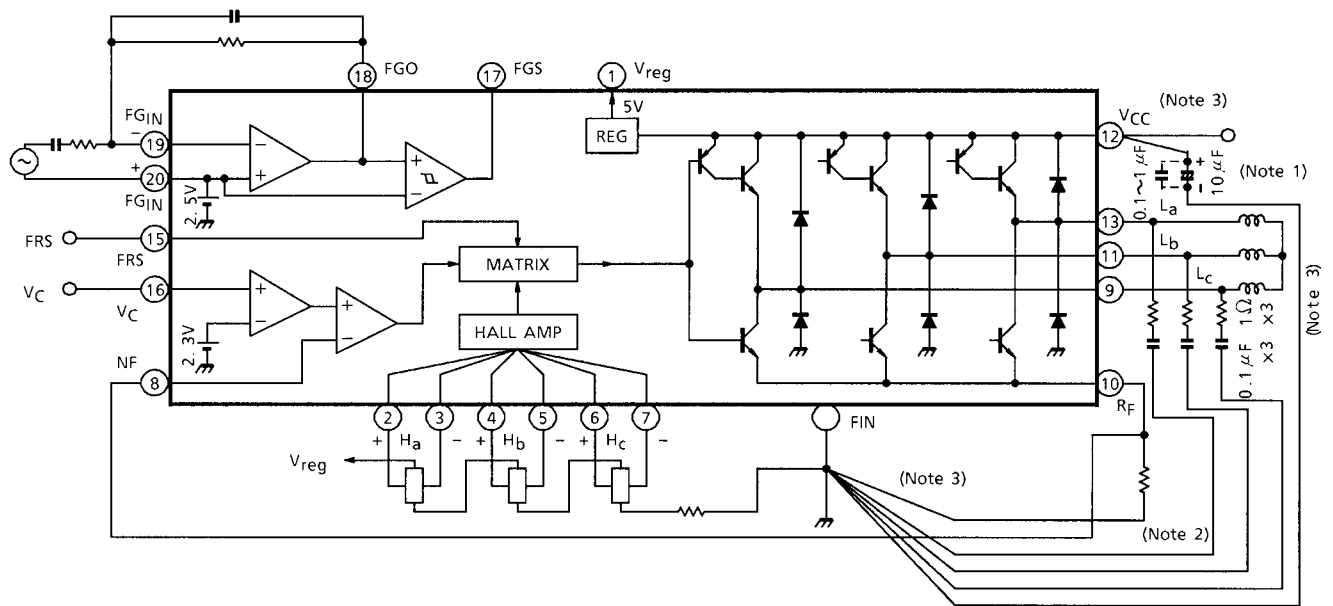 18 FGO
17 FGS
1 Vreg
5V
REG
FGIN
−
19
+
20
FGIN
2. 5V
−
+
+
−
VCC
12
(Note 3)
0.1~1 μF
+
10 μF
(Note 1)
FRS
15
FRS
MATRIX
VC
16
VC
+
−
+
−
2. 3V
HALL AMP
NF
8
13
La
11
Lb
9
Lc
0.1 μF 1Ω
×3 ×3
(Note 3)
10
RF
2 3 4 5 6 7
+ Ha − + Hb − + Hc −
FIN
Vreg
(Note 3)
(Note 2)